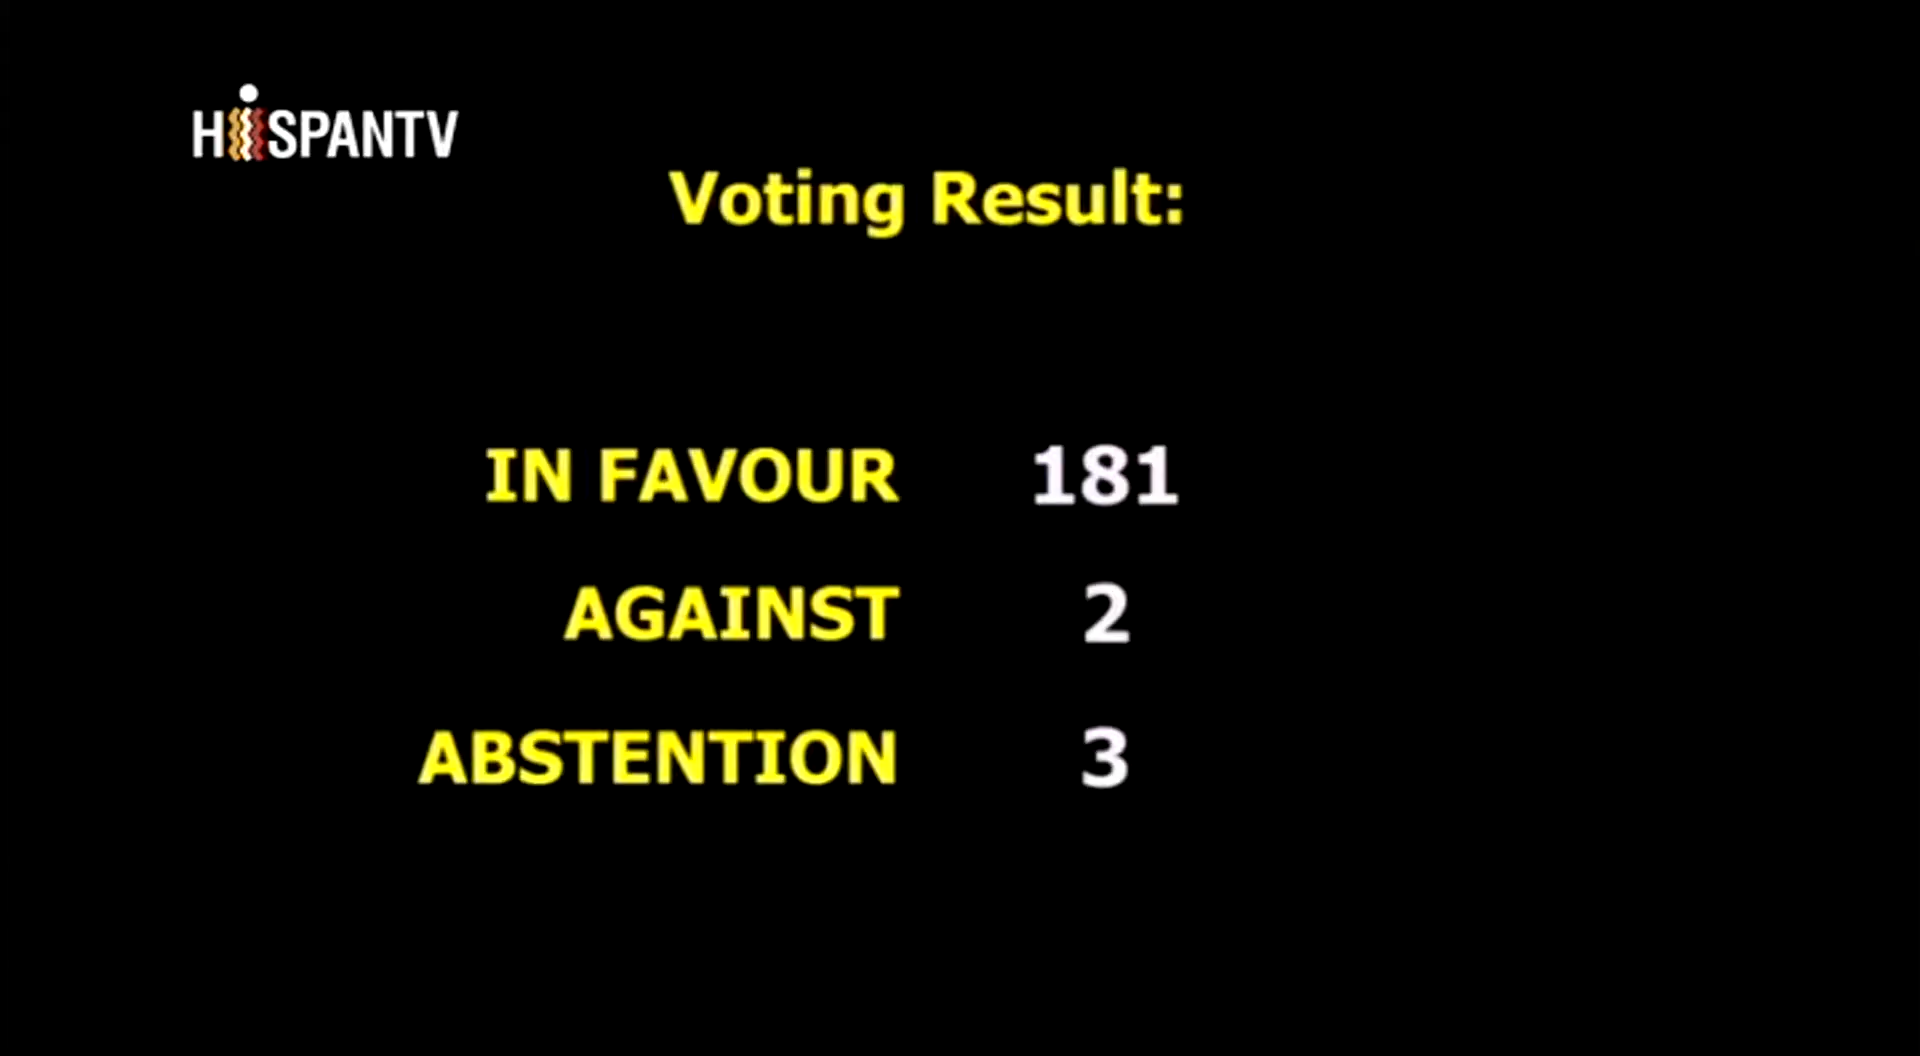 HiSPANTV
Voting Result:
IN FAVOUR 181
AGAINST 2
ABSTENTION 3